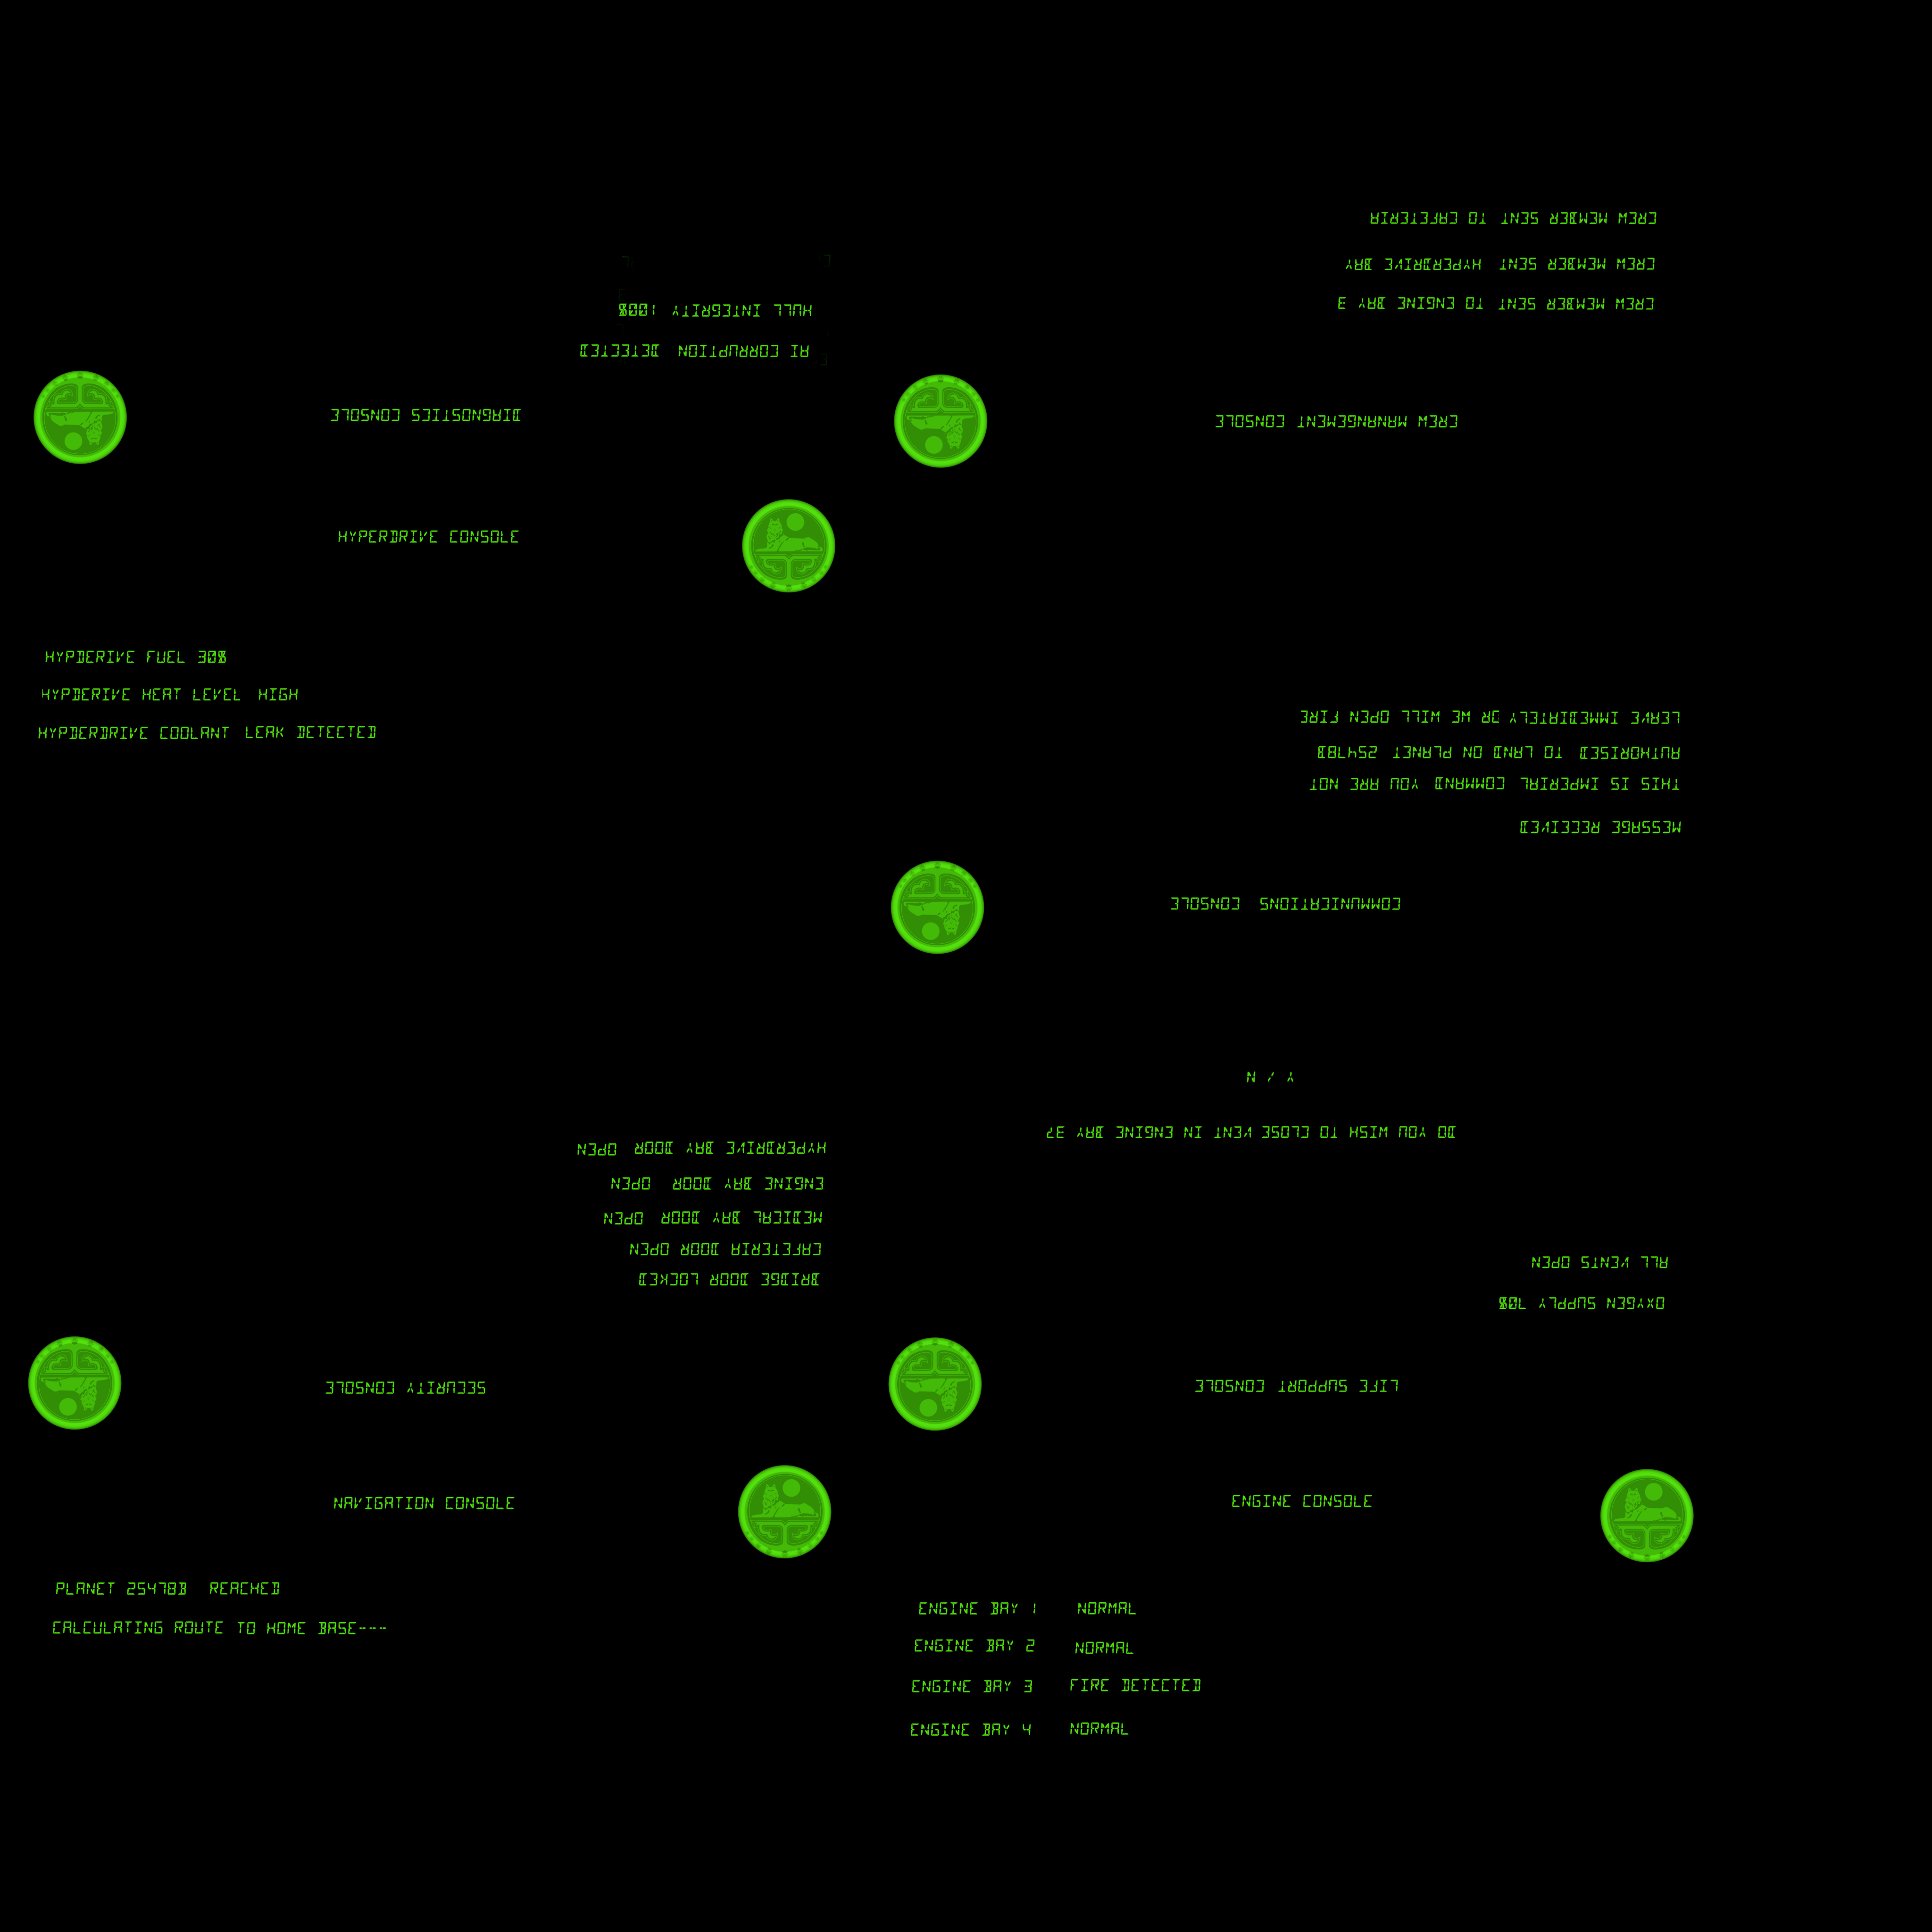 DIAGNOSTICS CONSOLE
AI CORRUPTION DETECTED
HULL INTEGRITY 100%
CREW MANANGEMENT CONSOLE
CREW MEMBER SENT TO ENGINE BAY 3
CREW MEMBER SENT HYPERDRIVE BAY
CREW MEMBER SENT TO CAFETERIA
HYPERDRIVE CONSOLE
HYPDERIVE FUEL 30%
HYPDERIVE HEAT LEVEL HIGH
HYPDERDRIVE COOLANT LEAK DETECTED
COMMUNICATIONS CONSOLE
MESSAGE RECEIVED
THIS IS IMPERIAL COMMAND YOU ARE NOT
AUTHORISED TO LAND ON PLANET 25478B
LEAVE IMMEDIATELY OR WE WILL OPEN FIRE
SECURITY CONSOLE
BRIDGE DOOR LOCKED
CAFETERIA DOOR OPEN
MEDICAL BAY DOOR OPEN
ENGINE BAY DOOR OPEN
HYPERDRIVE BAY DOOR OPEN
LIFE SUPPORT CONSOLE
OXYGEN SUPPLY 70%
ALL VENTS OPEN
DO YOU WISH TO CLOSE VENT IN ENGINE BAY 3?
Y / N
NAVIGATION CONSOLE
PLANET 25478B REACHED
CALCULATING ROUTE TO HOME BASE---
ENGINE CONSOLE
ENGINE BAY 1 NORMAL
ENGINE BAY 2 NORMAL
ENGINE BAY 3 FIRE DETECTED
ENGINE BAY 4 NORMAL